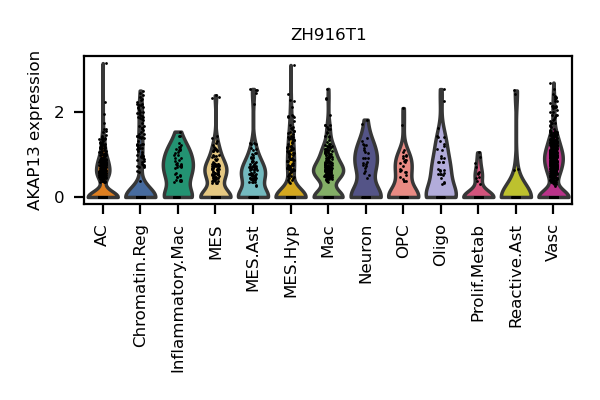 ZH916T1
AKAP13 expression
2
0
AC
Chromatin.Reg
Inflammatory.Mac
MES
MES.Ast
MES.Hyp
Mac
Neuron
OPC
Oligo
Prolif.Metab
Reactive.Ast
Vasc